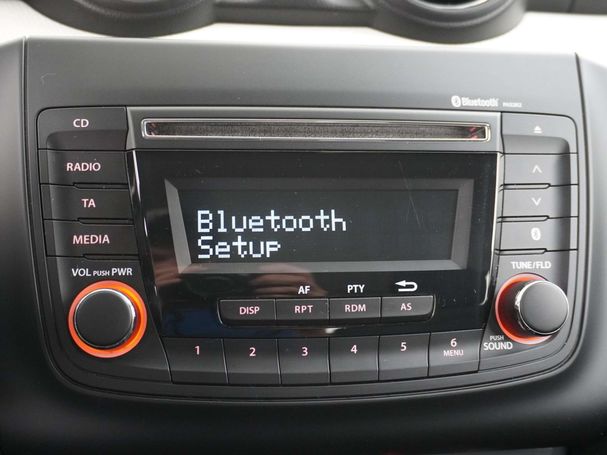 Bluetooth
CD
RADIO
TA
MEDIA
VOL PUSH PWR
Bluetooth
Setup
AF PTY
DISP RPT RDM AS
1 2 3 4 5 6
MENU
TUNE/FLD
PUSH
SOUND